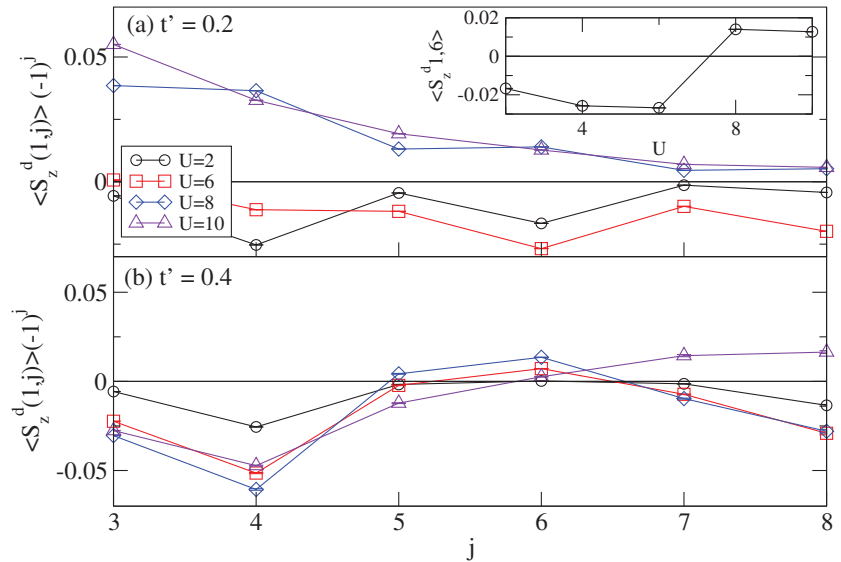 (a) t' = 0.2
0.05
0
<S_z^d(1,j)>(-1)^j
U=2
U=6
U=8
U=10
0.02
0
-0.02
<S_z^d 1,6>
4
U
8
(b) t' = 0.4
0.05
0
-0.05
<S_z^d(1,j)>(-1)^j
3
4
5
6
7
8
j